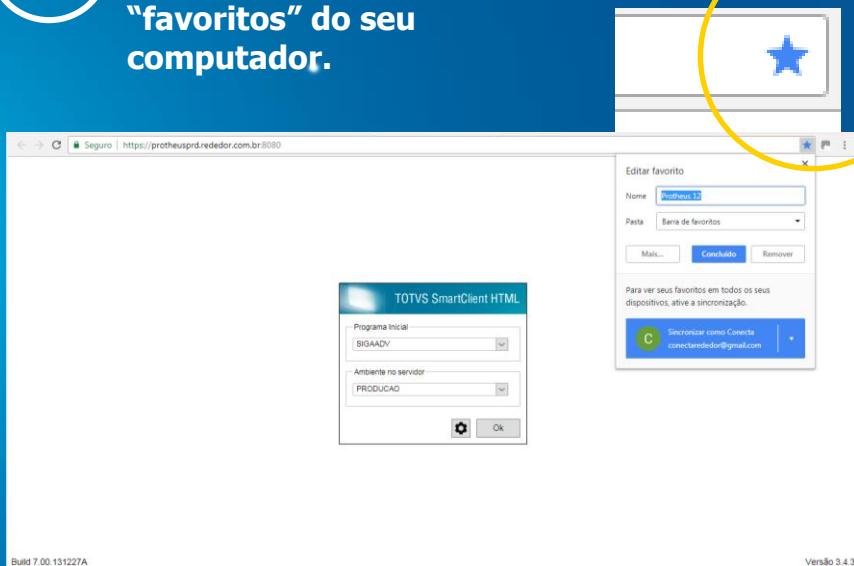 “favoritos” do seu
computador.
Seguro | https://protheusprd.rededor.com.br:8080
Editar favorito
Nome Protheus 12
Pasta Barra de favoritos
Mais... Concluído Remover
Para ver seus favoritos em todos os seus
dispositivos, ative a sincronização.
C Sincronizar como Conecta
conectarededor@gmail.com
TOTVS SmartClient HTML
Programa Inicial
SIGAADV
Ambiente no servidor
PRODUCAO
Ok
Build 7.00.131227A
Versão 3.4.3